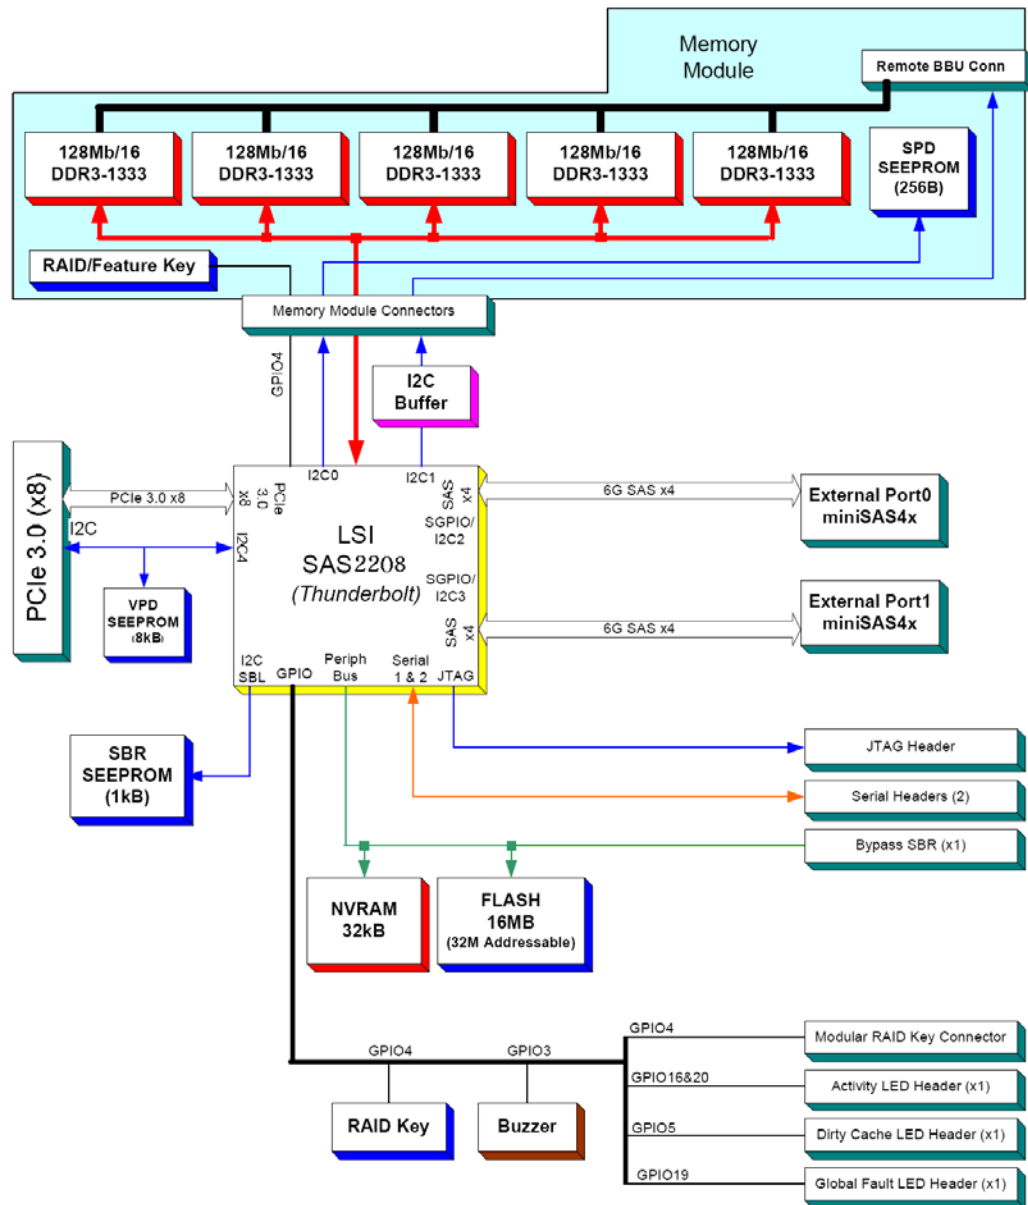 Memory
Module
Remote BBU Conn
128Mb/16
DDR3-1333
128Mb/16
DDR3-1333
128Mb/16
DDR3-1333
128Mb/16
DDR3-1333
128Mb/16
DDR3-1333
SPD
SEEPROM
(256B)
RAID/Feature Key
Memory Module Connectors
GPIO4
I2C
Buffer
PCIe 3.0 (x8)
PCIe 3.0 x8
I2C
VPD
SEEPROM
(8kB)
I2C0
I2C1
PCIe
3.0
x8
I2C4
LSI
SAS2208
(Thunderbolt)
SAS
x4
SGPIO/
I2C2
SGPIO/
I2C3
SAS
x4
I2C
SBL
GPIO
Periph
Bus
Serial
1 & 2
JTAG
6G SAS x4
External Port0
miniSAS4x
6G SAS x4
External Port1
miniSAS4x
SBR
SEEPROM
(1kB)
JTAG Header
Serial Headers (2)
Bypass SBR (x1)
NVRAM
32kB
FLASH
16MB
(32M Addressable)
GPIO4
GPIO3
GPIO4
Modular RAID Key Connector
GPIO16&20
Activity LED Header (x1)
RAID Key
Buzzer
GPIO5
Dirty Cache LED Header (x1)
GPIO19
Global Fault LED Header (x1)